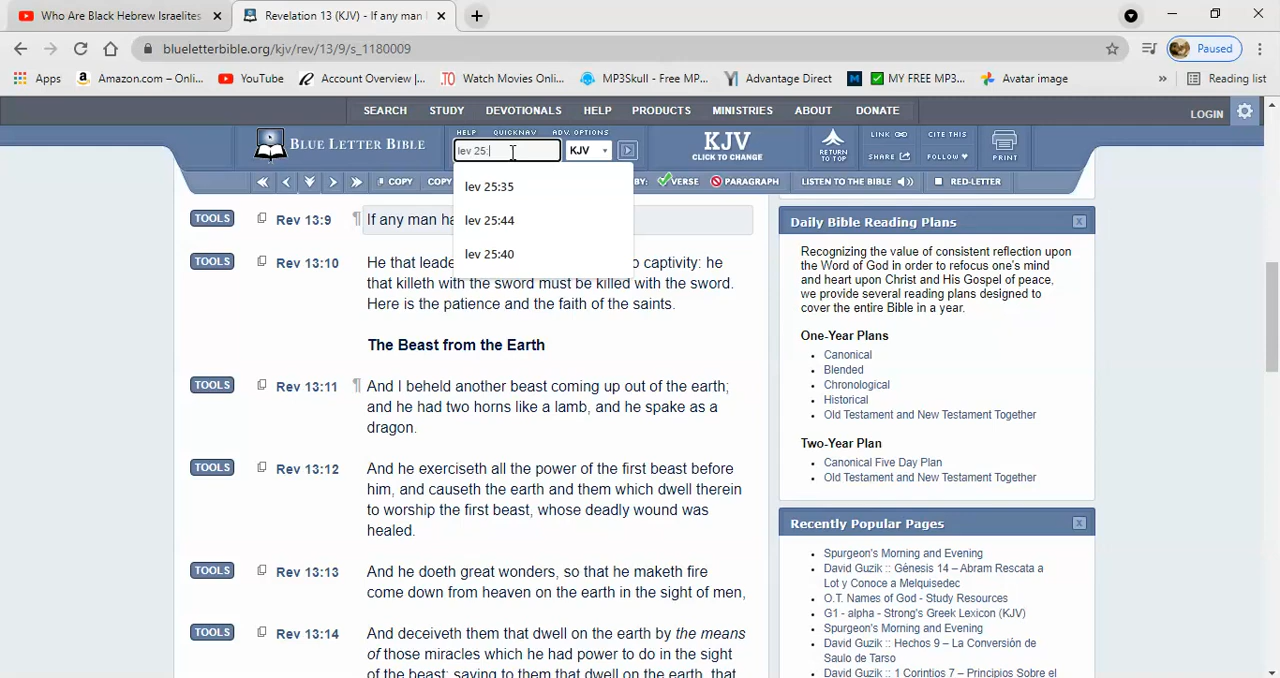 Who Are Black Hebrew Israelites
Revelation 13 (KJV) - If any man
blueletterbible.org/kjv/rev/13/9/s_1180009
Paused
Apps
Amazon.com – Onli...
YouTube
Account Overview |...
Watch Movies Onli...
MP3Skull - Free MP...
Advantage Direct
MY FREE MP3...
Avatar image
»
Reading list
SEARCH
STUDY
DEVOTIONALS
HELP
PRODUCTS
MINISTRIES
ABOUT
DONATE
LOGIN
BLUE LETTER BIBLE
HELP
QUICKNAV
ADV. OPTIONS
lev 25:
KJV
KJV
CLICK TO CHANGE
RETURN
TO TOP
LINK
SHARE
CITE THIS
FOLLOW
PRINT
lev 25:35
lev 25:44
lev 25:40
COPY
COPY
BY:
VERSE
PARAGRAPH
LISTEN TO THE BIBLE
RED-LETTER
TOOLS
Rev 13:9
¶ If any man ha
TOOLS
Rev 13:10
He that leade o captivity: he
that killeth with the sword must be killed with the sword.
Here is the patience and the faith of the saints.
The Beast from the Earth
TOOLS
Rev 13:11
¶ And I beheld another beast coming up out of the earth;
and he had two horns like a lamb, and he spake as a
dragon.
TOOLS
Rev 13:12
And he exerciseth all the power of the first beast before
him, and causeth the earth and them which dwell therein
to worship the first beast, whose deadly wound was
healed.
TOOLS
Rev 13:13
And he doeth great wonders, so that he maketh fire
come down from heaven on the earth in the sight of men,
TOOLS
Rev 13:14
And deceiveth them that dwell on the earth by the means
of those miracles which he had power to do in the sight
of the beast; saying to them that dwell on the earth, that
Daily Bible Reading Plans
Recognizing the value of consistent reflection upon
the Word of God in order to refocus one's mind
and heart upon Christ and His Gospel of peace,
we provide several reading plans designed to
cover the entire Bible in a year.
One-Year Plans
Canonical
Blended
Chronological
Historical
Old Testament and New Testament Together
Two-Year Plan
Canonical Five Day Plan
Old Testament and New Testament Together
Recently Popular Pages
Spurgeon's Morning and Evening
David Guzik :: Génesis 14 – Abram Rescata a
Lot y Conoce a Melquisedec
O.T. Names of God - Study Resources
G1 - alpha - Strong's Greek Lexicon (KJV)
Spurgeon's Morning and Evening
David Guzik :: Hechos 9 – La Conversión de
Saulo de Tarso
David Guzik :: 1 Corintios 7 – Principios Sobre el